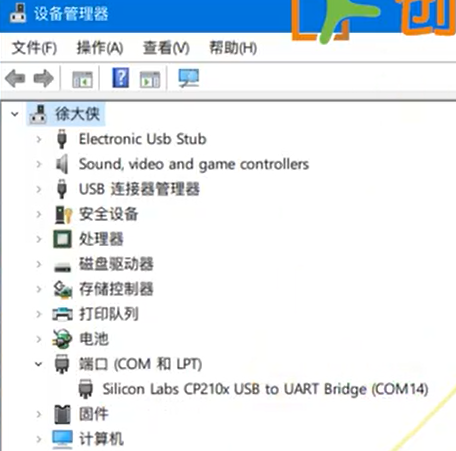 设备管理器
创
文件(F) 操作(A) 查看(V) 帮助(H)
徐大侠
Electronic Usb Stub
Sound, video and game controllers
USB 连接器管理器
安全设备
处理器
磁盘驱动器
存储控制器
打印队列
电池
端口 (COM 和 LPT)
Silicon Labs CP210x USB to UART Bridge (COM14)
固件
计算机